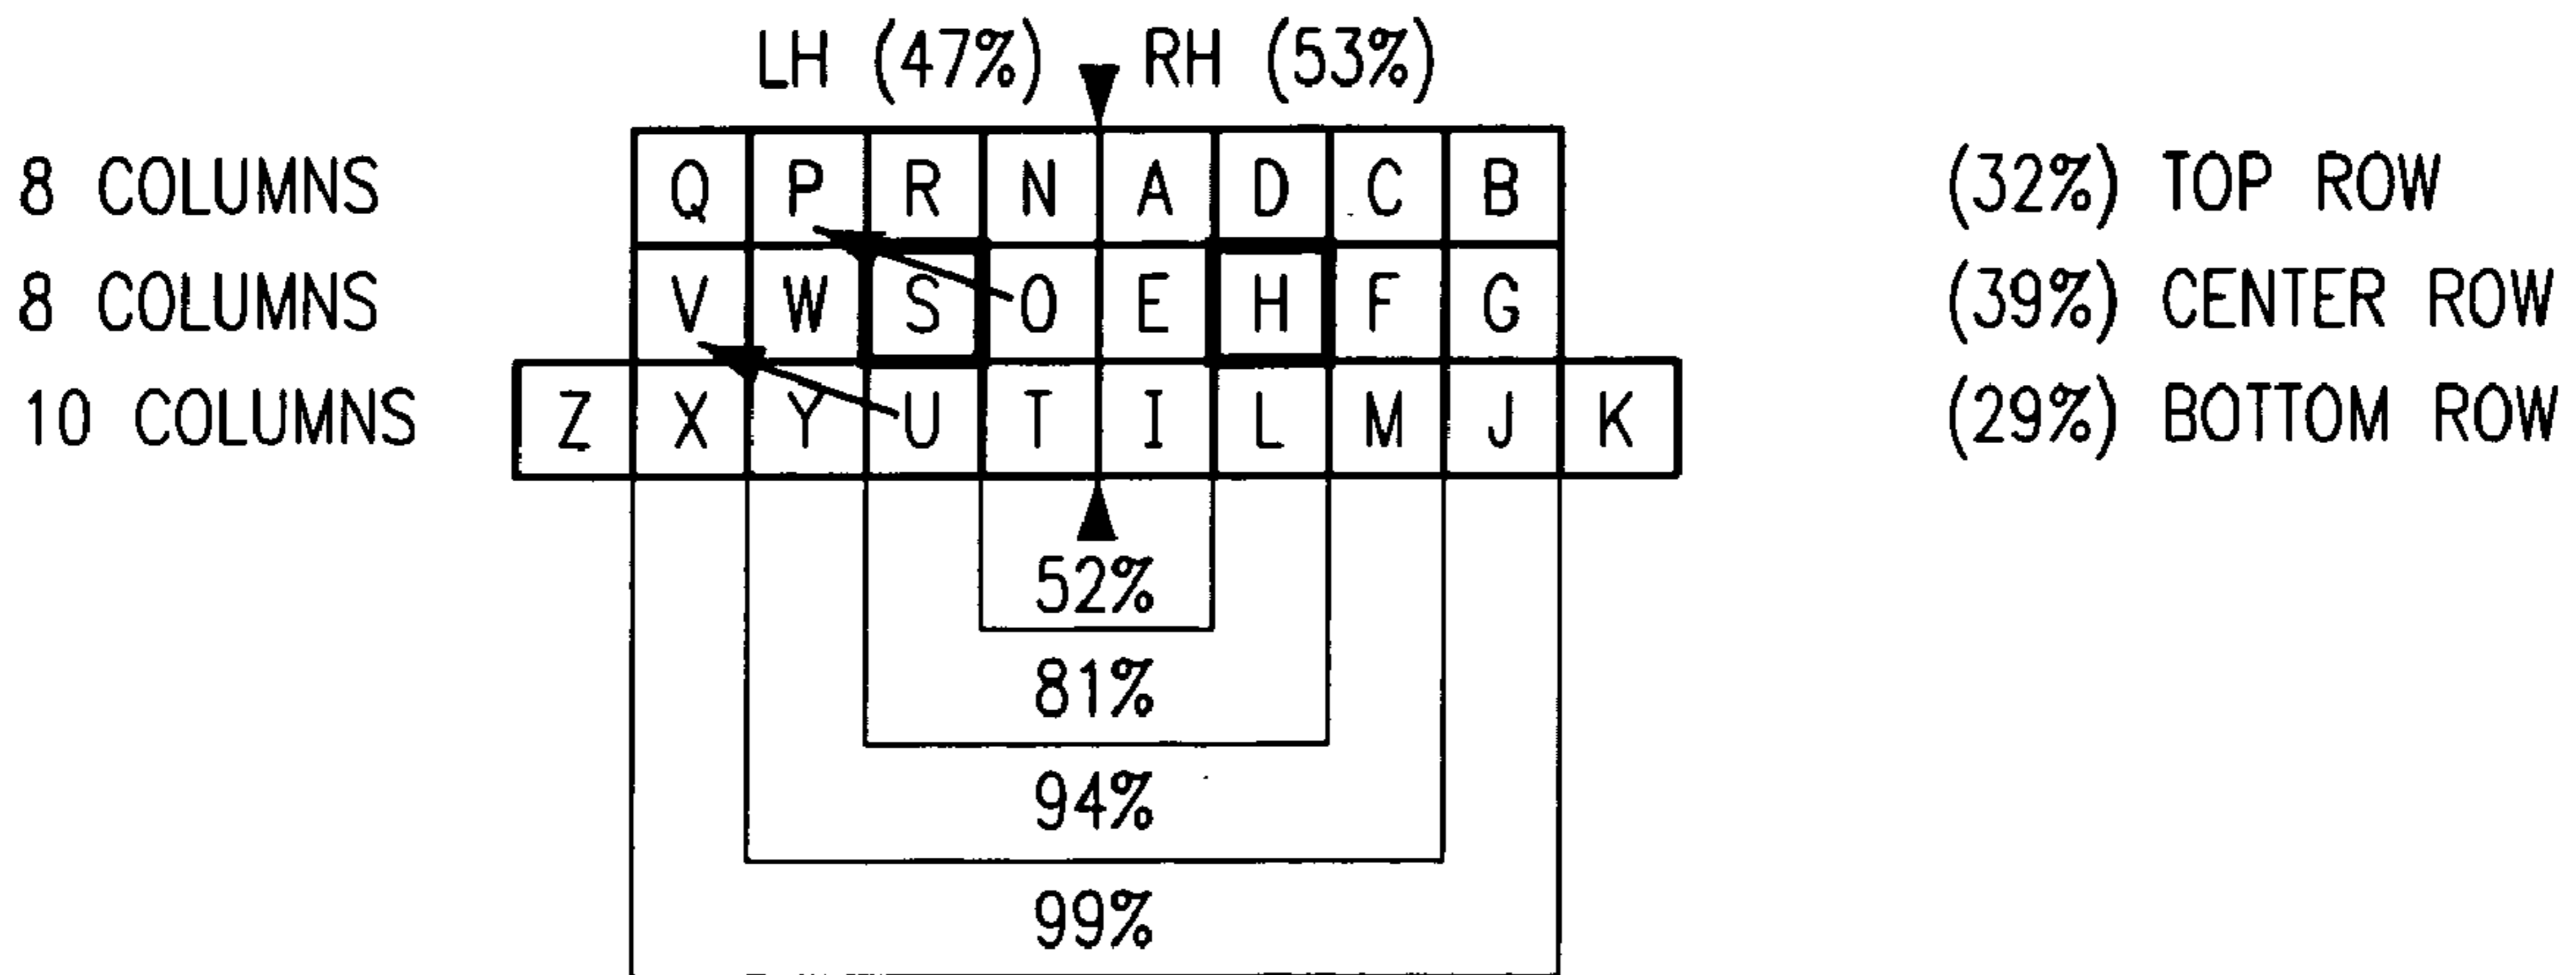 LH (47%) RH (53%)
8 COLUMNS Q P R N A D C B (32%) TOP ROW
8 COLUMNS V W S O E H F G (39%) CENTER ROW
10 COLUMNS Z X Y U T I L M J K (29%) BOTTOM ROW
52%
81%
94%
99%